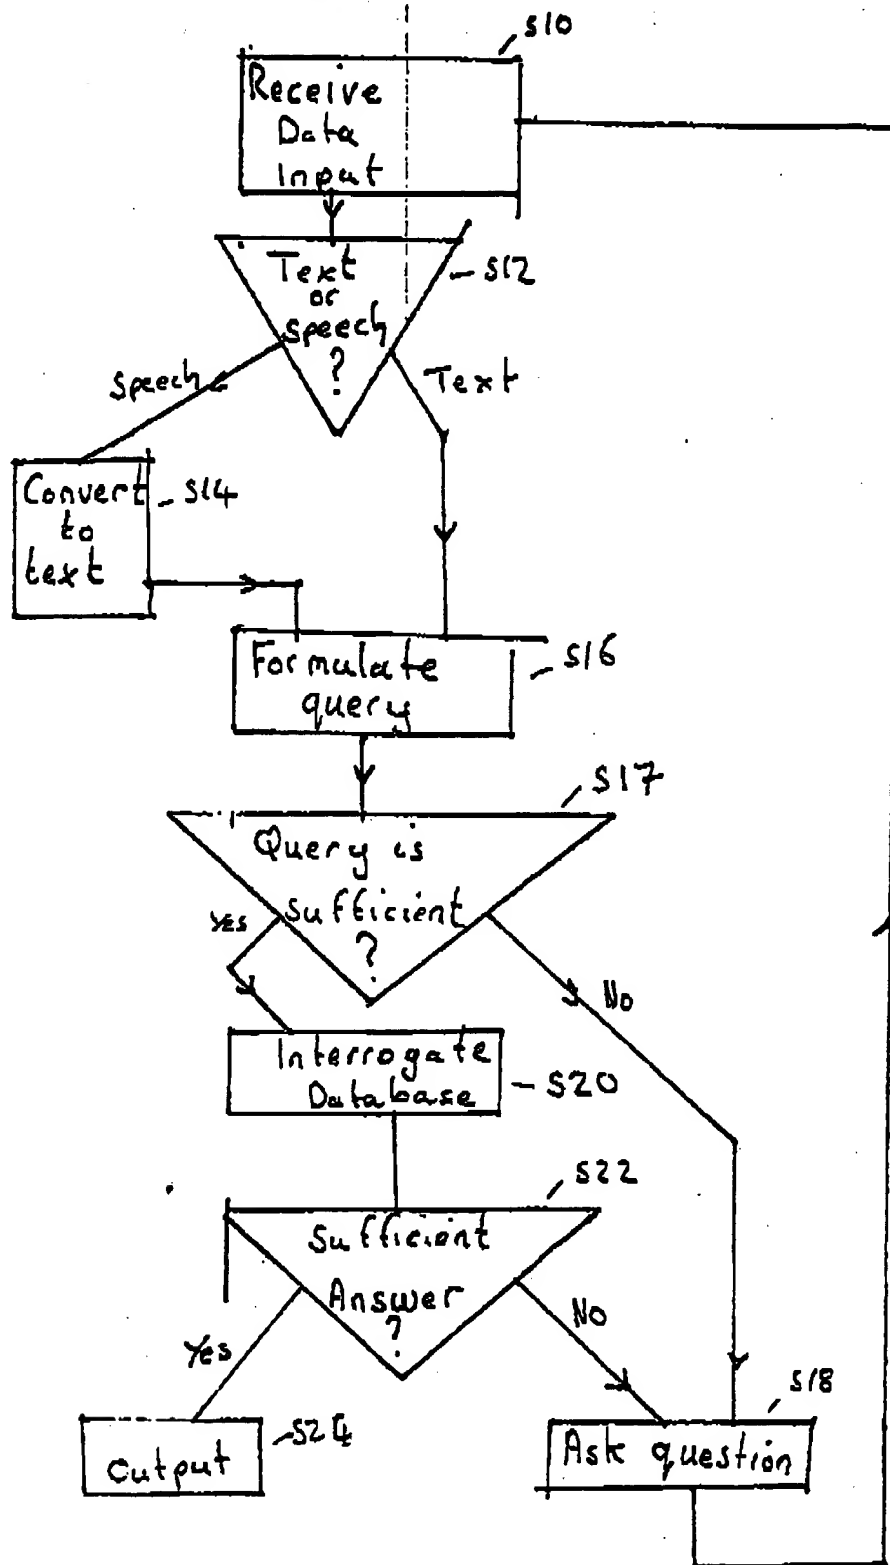 S10
Receive
Data
Input
S12
Text
or
Speech
?
Speech
Text
Convert
to
text
S14
Formulate
query
S16
S17
Query is
Sufficient
?
YES
No
Interrogate
Database
S20
S22
Sufficient
Answer
?
Yes
No
S18
Output
S24
Ask question